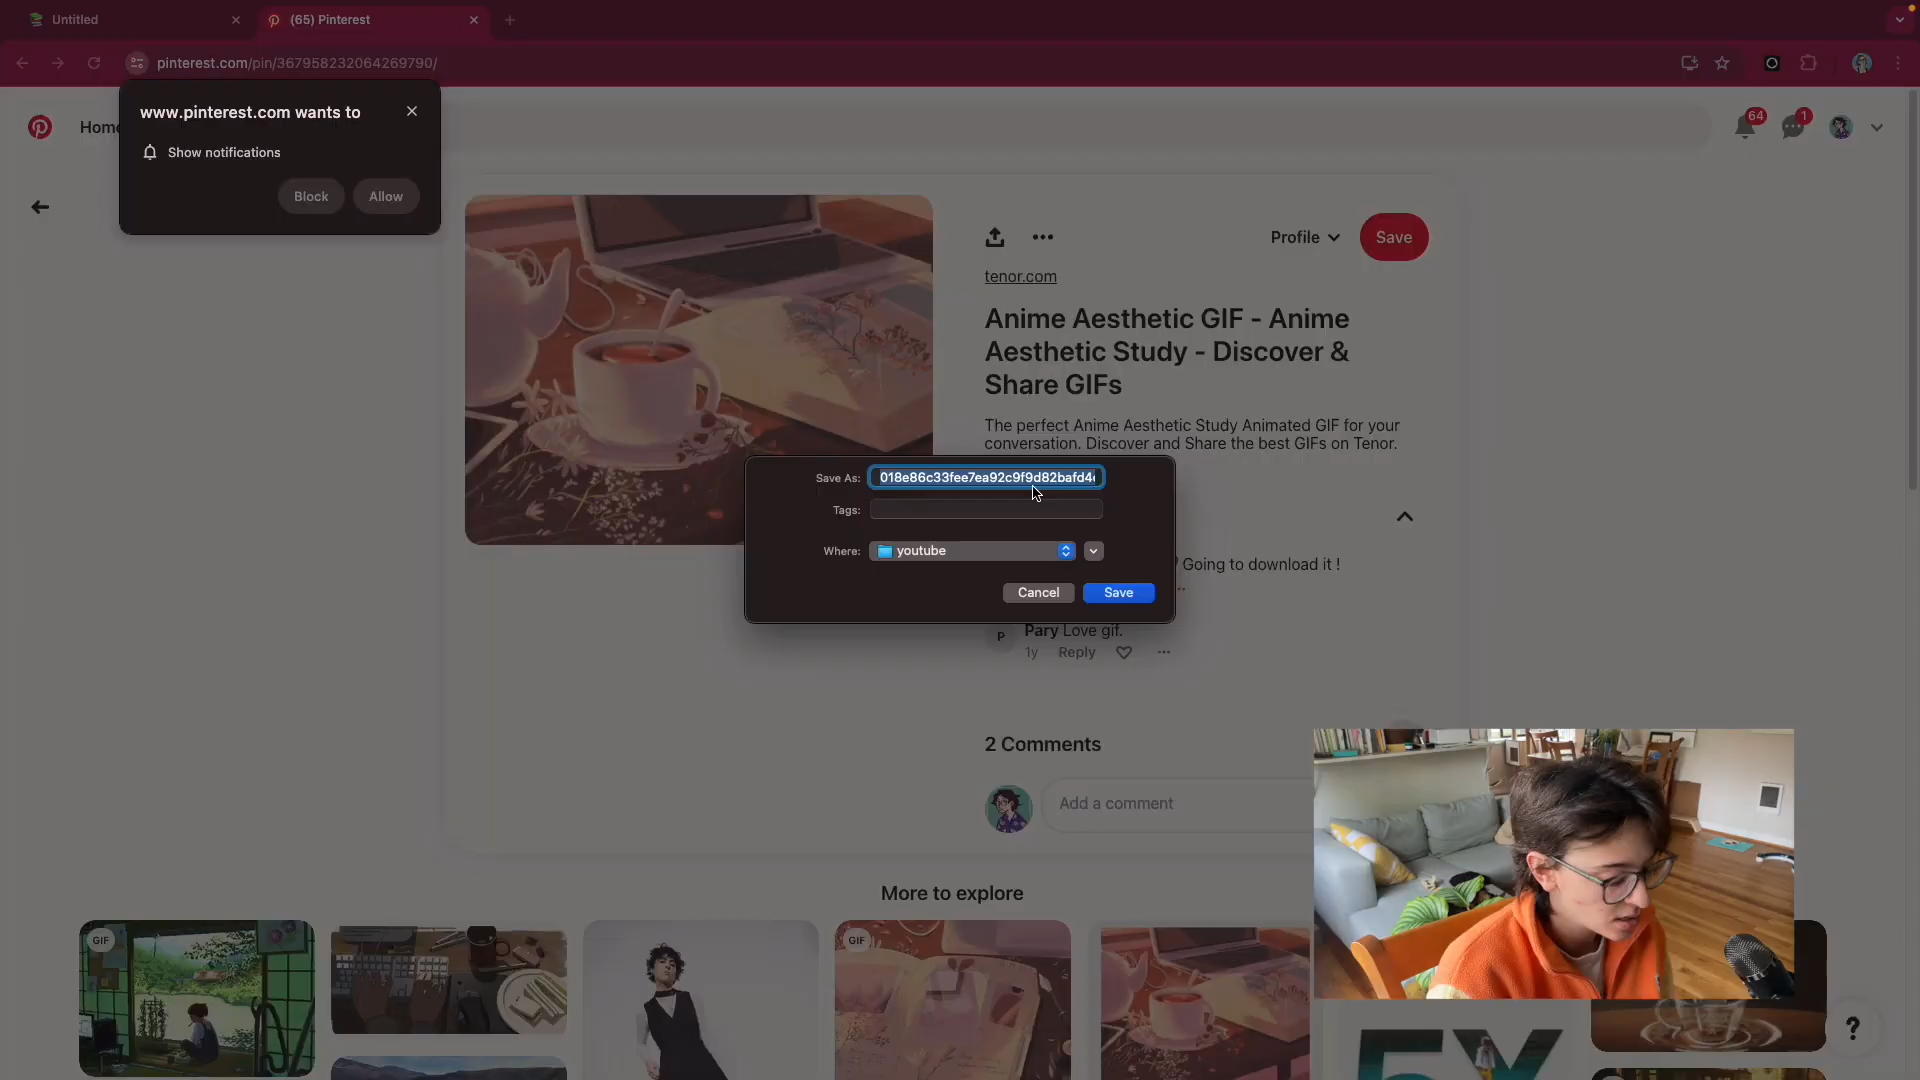 Untitled
(65) Pinterest
pinterest.com/pin/367958232064269790/
www.pinterest.com wants to
Show notifications
Block
Allow
64
1
Profile
Save
tenor.com
Anime Aesthetic GIF - Anime
Aesthetic Study - Discover &
Share GIFs
The perfect Anime Aesthetic Study Animated GIF for your
conversation. Discover and Share the best GIFs on Tenor.
Save As:
018e86c33fee7ea92c9f9d82bafd4
Tags:
Where:
youtube
Cancel
Save
Going to download it !
P
Pary Love gif.
1y
Reply
2 Comments
Add a comment
More to explore
GIF
GIF
5X
?